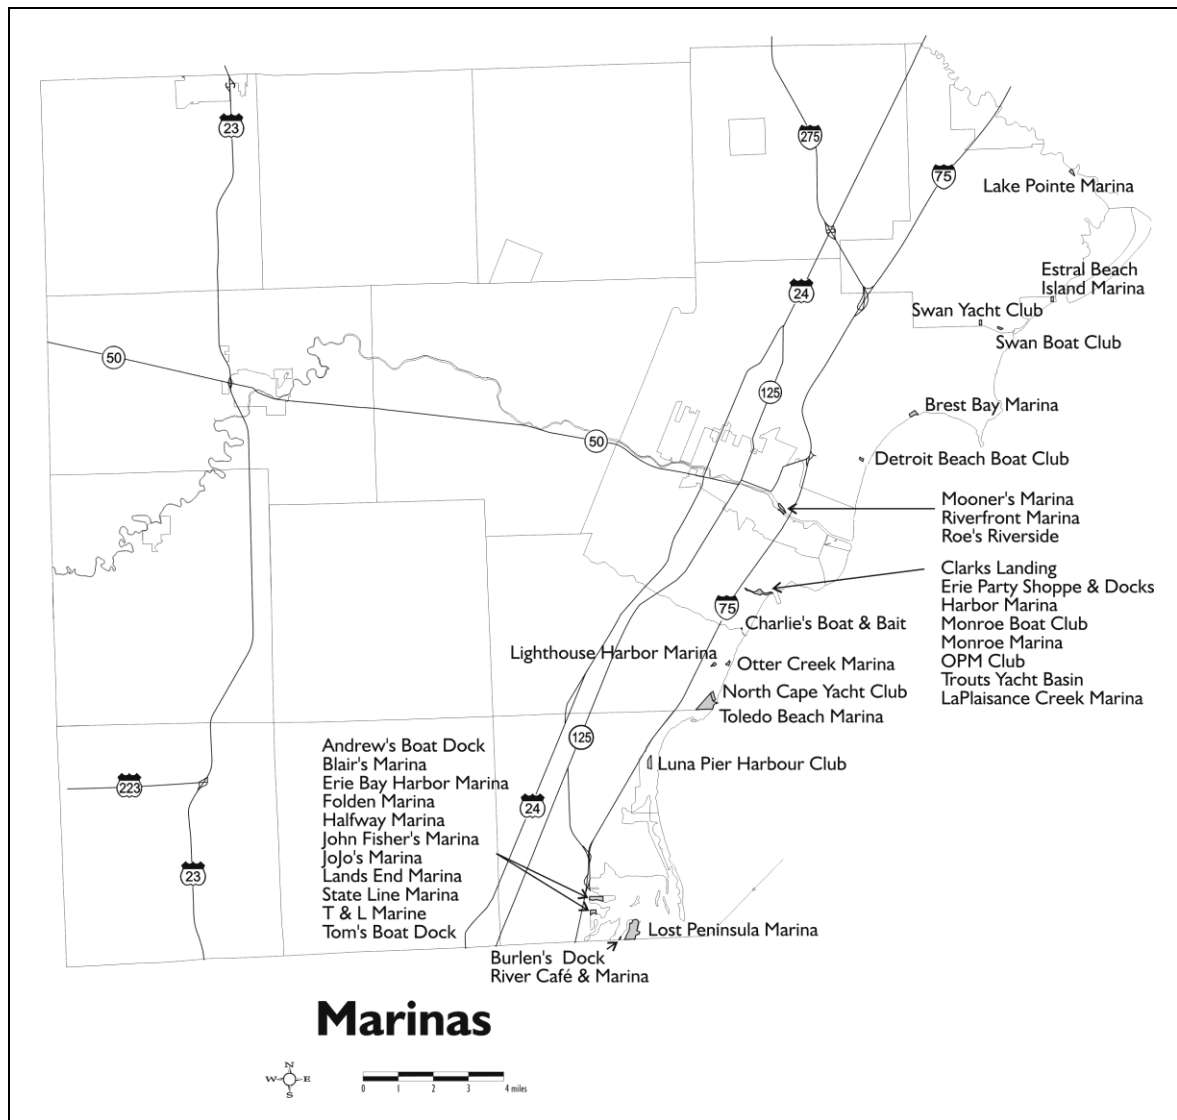 23
275
75
Lake Pointe Marina
24
Estral Beach
Island Marina
Swan Yacht Club
Swan Boat Club
50
125
Brest Bay Marina
50
Detroit Beach Boat Club
Mooner's Marina
Riverfront Marina
Roe's Riverside
Clarks Landing
Erie Party Shoppe & Docks
Harbor Marina
Monroe Boat Club
Monroe Marina
OPM Club
Trouts Yacht Basin
LaPlaisance Creek Marina
75
Charlie's Boat & Bait
Lighthouse Harbor Marina
Otter Creek Marina
North Cape Yacht Club
Toledo Beach Marina
125
Luna Pier Harbour Club
Andrew's Boat Dock
Blair's Marina
Erie Bay Harbor Marina
Folden Marina
Halfway Marina
John Fisher's Marina
JoJo's Marina
Lands End Marina
State Line Marina
T & L Marine
Tom's Boat Dock
223
24
23
Lost Peninsula Marina
Burlen's Dock
River Café & Marina
Marinas
N
W E
S
0 1 2 3 4 miles